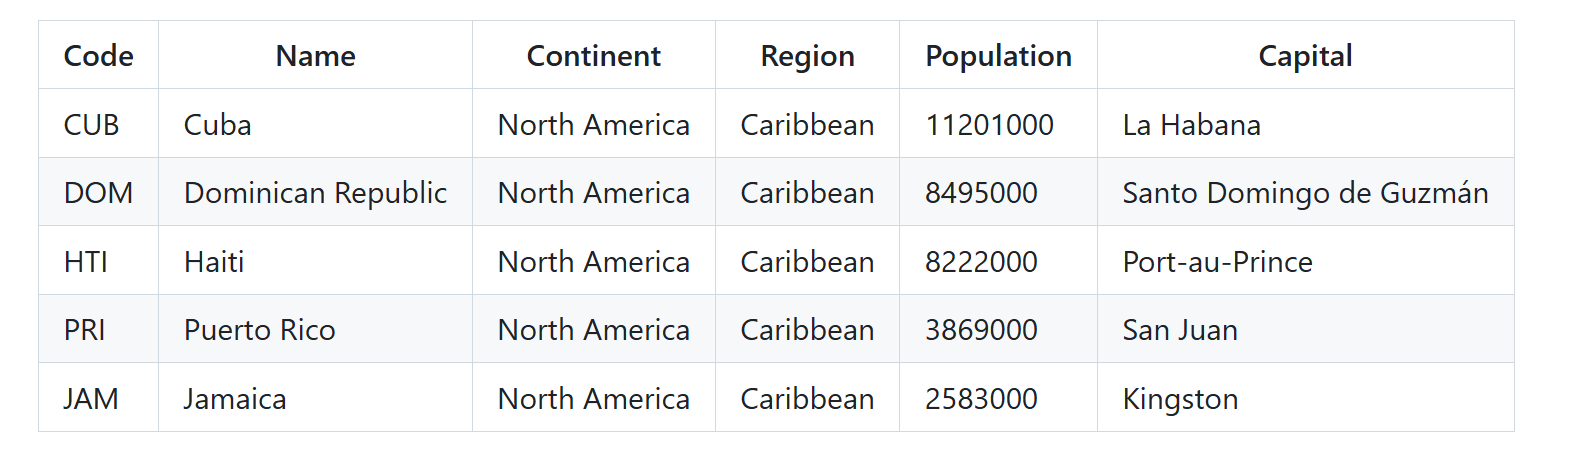 Code Name Continent Region Population Capital
CUB Cuba North America Caribbean 11201000 La Habana
DOM Dominican Republic North America Caribbean 8495000 Santo Domingo de Guzmán
HTI Haiti North America Caribbean 8222000 Port-au-Prince
PRI Puerto Rico North America Caribbean 3869000 San Juan
JAM Jamaica North America Caribbean 2583000 Kingston